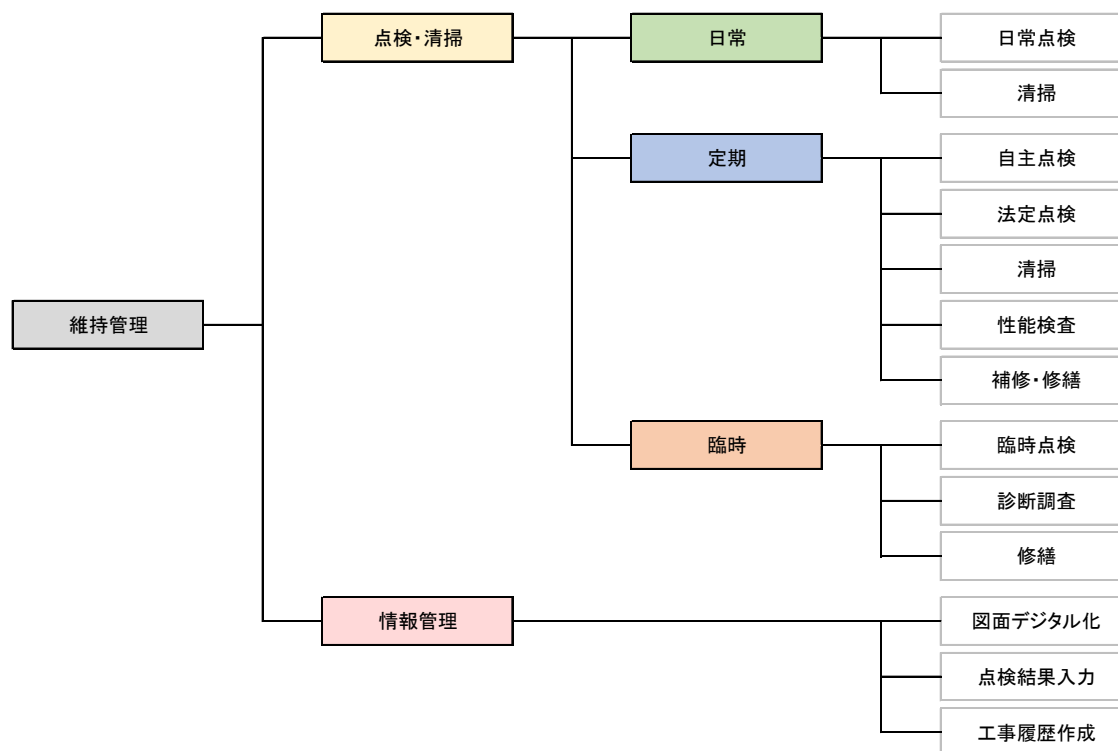 維持管理
点検・清掃
日常
日常点検
清掃
定期
自主点検
法定点検
清掃
性能検査
補修・修繕
臨時
臨時点検
診断調査
修繕
情報管理
図面デジタル化
点検結果入力
工事履歴作成